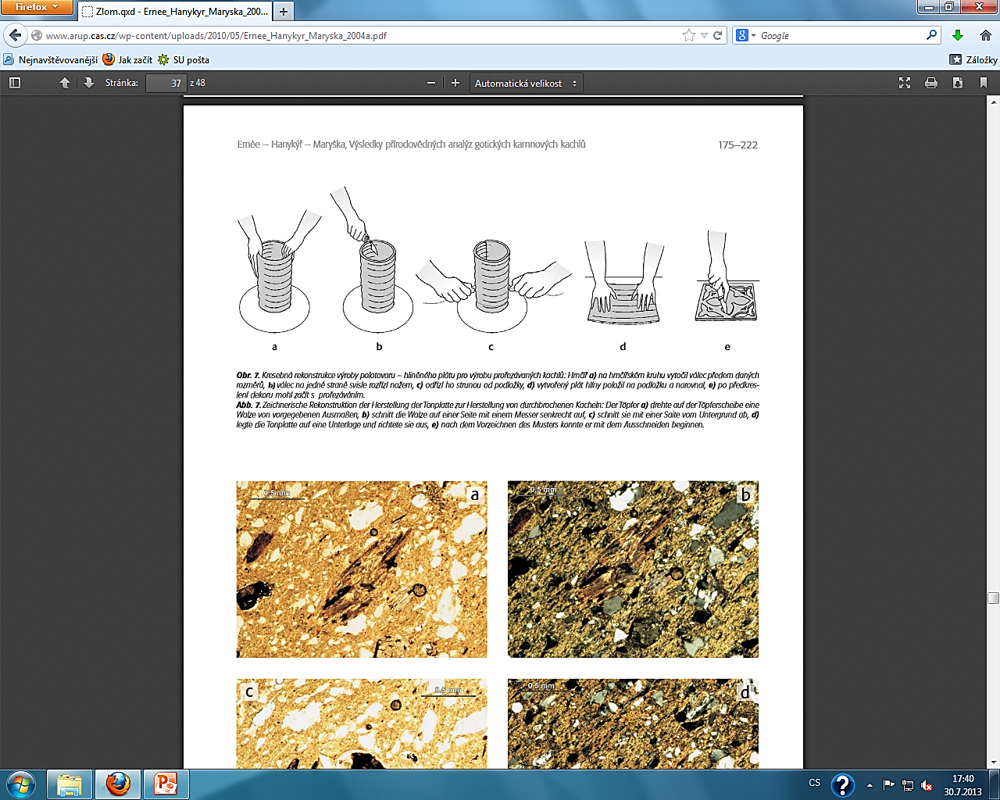 Firefox
Zlom.qxd - Ernee_Hanykyr_Maryska_200...
www.arup.cas.cz/wp-content/uploads/2010/05/Ernee_Hanykyr_Maryska_2004a.pdf
Google
Nejnavštěvovanější
Jak začít
SU pošta
Záložky
Stránka: 37 z 48
Automatická velikost
Ernée – Hanykýř – Maryška, Výsledky přírodovědných analýz gotických kamnových kachlů
175–222
a b c d e
Obr. 7. Kresebná rekonstrukce výroby polotovaru – hliněného plátu pro výrobu prořezávaných kachlů: Hrnčíř a) na hrnčířském kruhu vytočil válec předem daných
rozměrů, b) válec na jedné straně svisle rozřízl nožem, c) odřízl ho strunou od podložky, d) vytvořený plát hlíny položil na podložku a narovnal, e) po předkres-
lení dekoru mohl začít s prořezáváním.
Abb. 7. Zeichnerische Rekonstruktion der Herstellung der Tonplatte zur Herstellung von durchbrochenen Kacheln: Der Töpfer a) drehte auf der Töpferscheibe eine
Walze von vorgegebenen Ausmaßen, b) schnitt die Walze auf einer Seite mit einem Messer senkrecht auf, c) schnitt sie mit einer Saite vom Untergrund ab, d)
legte die Tonplatte auf eine Unterlage und richtete sie aus, e) nach dem Vorzeichnen des Musters konnte er mit dem Ausschneiden beginnen.
0,5 mm a
0,5 mm b
c 0,5 mm
0,5 mm d
CS
17:40
30.7.2013